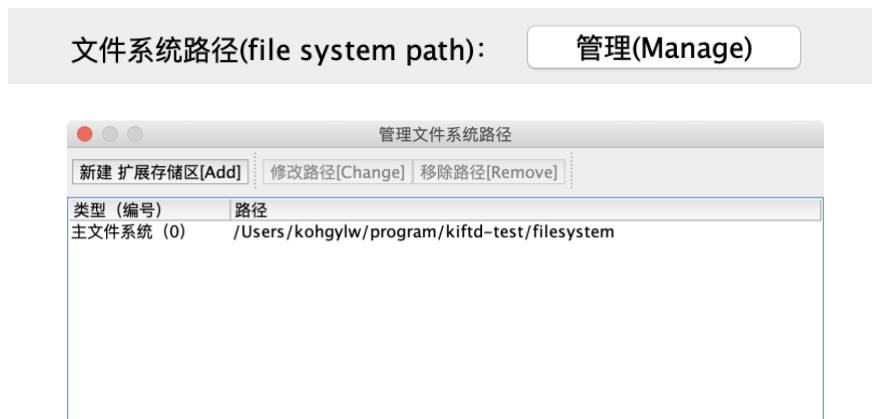 文件系统路径(file system path)：
管理(Manage)
管理文件系统路径
新建 扩展存储区[Add] 修改路径[Change] 移除路径[Remove]
类型（编号） 路径
主文件系统（0） /Users/kohgylw/program/kiftd-test/filesystem